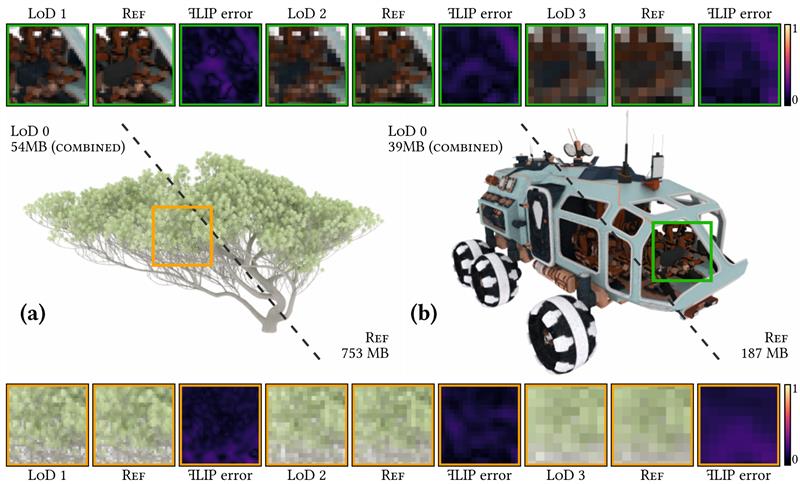 LoD 1 REF ꟻLIP error LoD 2 REF ꟻLIP error LoD 3 REF ꟻLIP error
1
0
LoD 0
54MB (COMBINED)
LoD 0
39MB (COMBINED)
(a)
(b)
REF
753 MB
REF
187 MB
1
0
LoD 1 REF ꟻLIP error LoD 2 REF ꟻLIP error LoD 3 REF ꟻLIP error